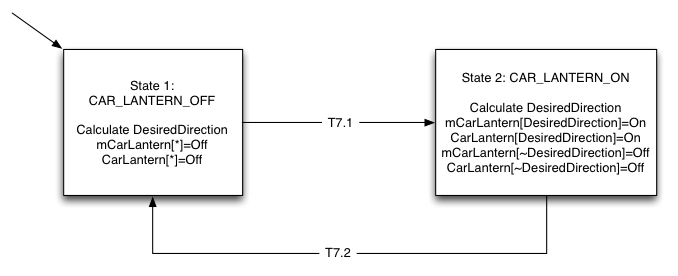 State 1:
CAR_LANTERN_OFF
Calculate DesiredDirection
mCarLantern[*]=Off
CarLantern[*]=Off
T7.1
State 2: CAR_LANTERN_ON
Calculate DesiredDirection
mCarLantern[DesiredDirection]=On
CarLantern[DesiredDirection]=On
mCarLantern[~DesiredDirection]=Off
CarLantern[~DesiredDirection]=Off
T7.2